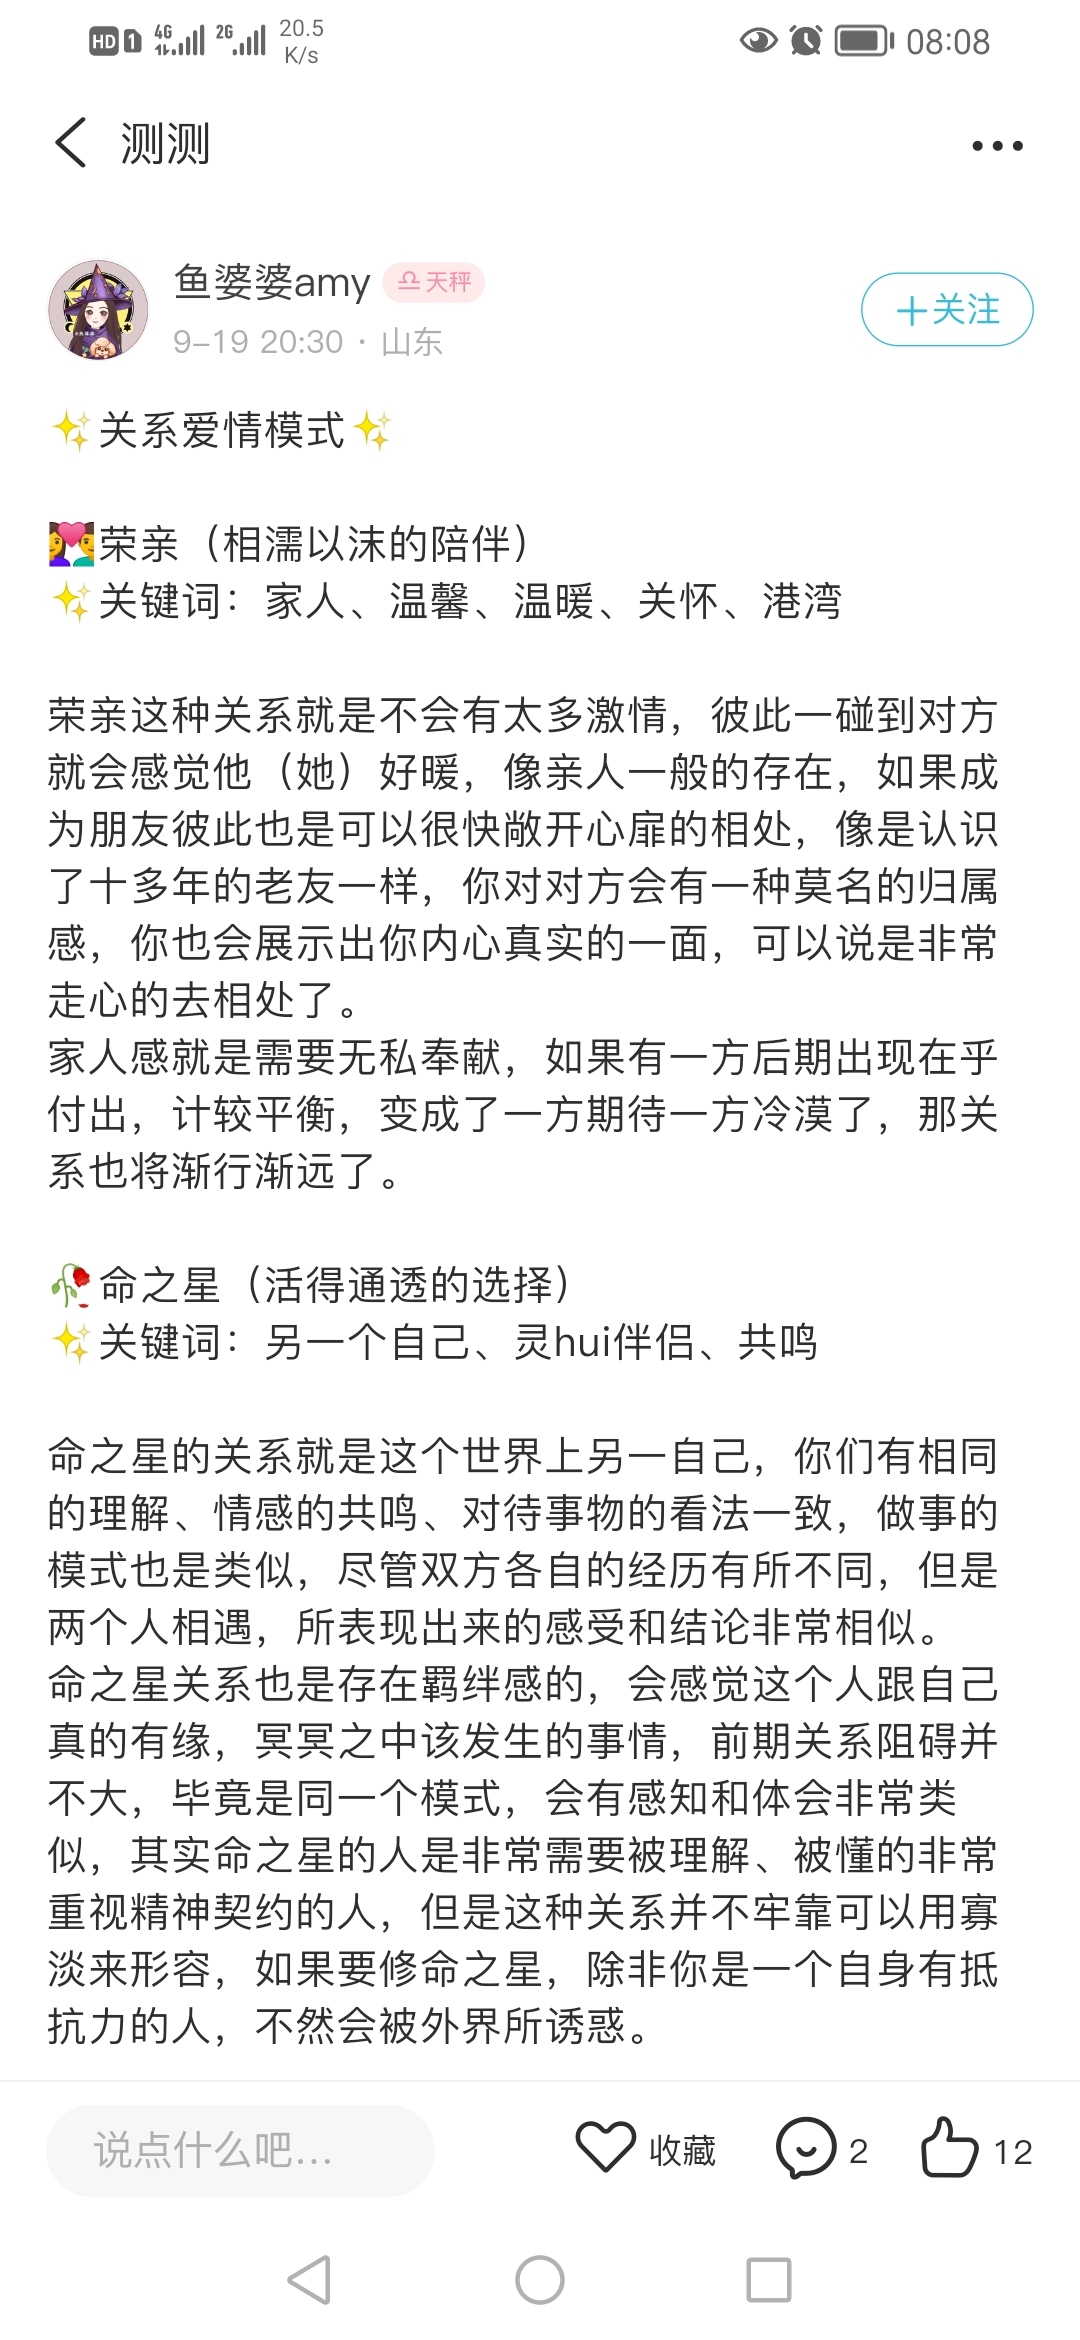 HD 1 4G 2G 20.5 K/s 08:08
测测
鱼婆婆amy 天秤
9-19 20:30 · 山东
+关注
✨关系爱情模式✨
👩‍❤️‍👨荣亲（相濡以沫的陪伴）
✨关键词：家人、温馨、温暖、关怀、港湾
荣亲这种关系就是不会有太多激情，彼此一碰到对方
就会感觉他（她）好暖，像亲人一般的存在，如果成
为朋友彼此也是可以很快敞开心扉的相处，像是认识
了十多年的老友一样，你对对方会有一种莫名的归属
感，你也会展示出你内心真实的一面，可以说是非常
走心的去相处了。
家人感就是需要无私奉献，如果有一方后期出现在乎
付出，计较平衡，变成了一方期待一方冷漠了，那关
系也将渐行渐远了。
🥀命之星（活得通透的选择）
✨关键词：另一个自己、灵hui伴侣、共鸣
命之星的关系就是这个世界上另一自己，你们有相同
的理解、情感的共鸣、对待事物的看法一致，做事的
模式也是类似，尽管双方各自的经历有所不同，但是
两个人相遇，所表现出来的感受和结论非常相似。
命之星关系也是存在羁绊感的，会感觉这个人跟自己
真的有缘，冥冥之中该发生的事情，前期关系阻碍并
不大，毕竟是同一个模式，会有感知和体会非常类
似，其实命之星的人是非常需要被理解、被懂的非常
重视精神契约的人，但是这种关系并不牢靠可以用寡
淡来形容，如果要修命之星，除非你是一个自身有抵
抗力的人，不然会被外界所诱惑。
说点什么吧... 收藏 2 12